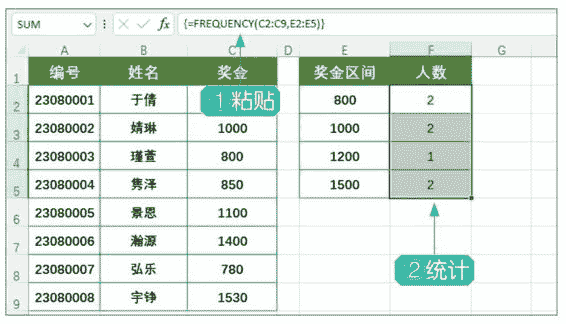 SUM fx {=FREQUENCY(C2:C9,E2:E5)}
A B C D E F G
1 编号 姓名 奖金 奖金区间 人数
2 23080001 于倩 800 2
1 粘贴
3 23080002 婧琳 1000 1000 2
4 23080003 瑾萱 800 1200 1
5 23080004 隽泽 850 1500 2
6 23080005 景恩 1100
7 23080006 瀚源 1400
8 23080007 弘乐 780
2 统计
9 23080008 宇铮 1530